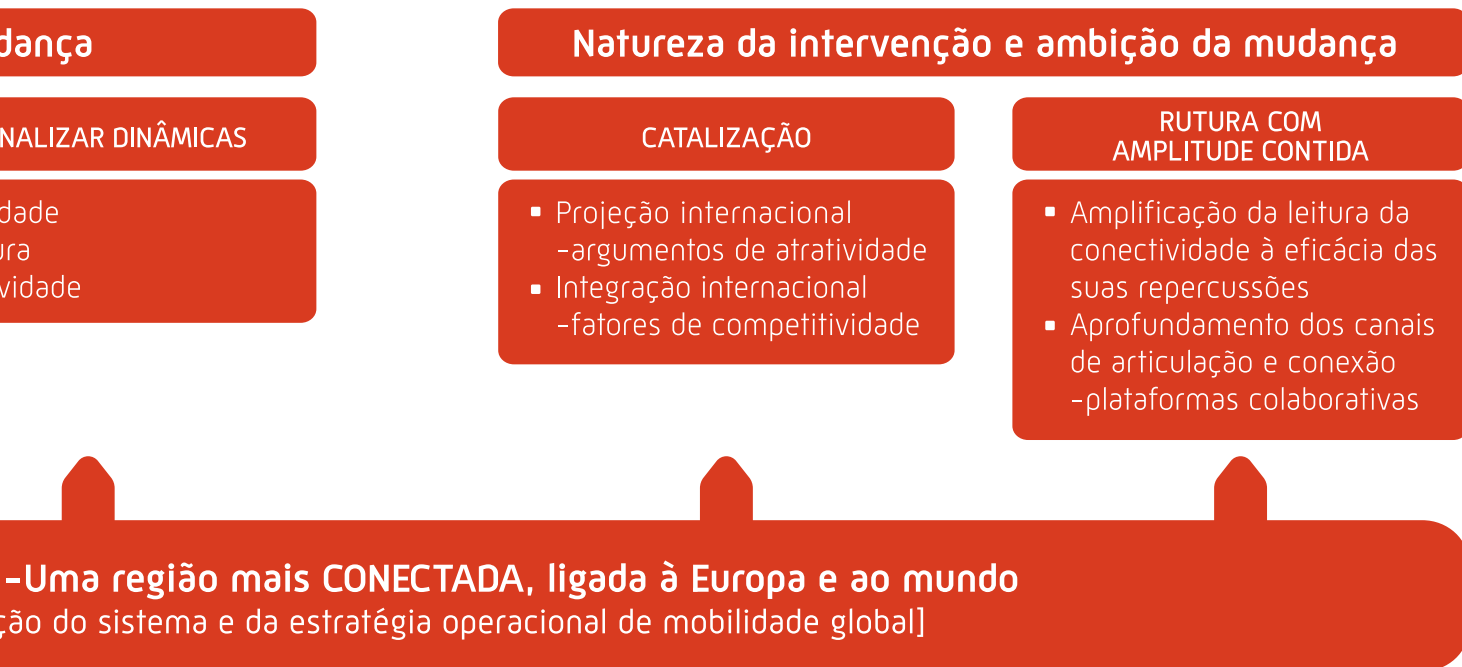 dança
NALIZAR DINÂMICAS
dade
ura
vidade
Natureza da intervenção e ambição da mudança
CATALIZAÇÃO
▪ Projeção internacional
-argumentos de atratividade
▪ Integração internacional
-fatores de competitividade
RUTURA COM
AMPLITUDE CONTIDA
▪ Amplificação da leitura da
conectividade à eficácia das
suas repercussões
▪ Aprofundamento dos canais
de articulação e conexão
-plataformas colaborativas
-Uma região mais CONECTADA, ligada à Europa e ao mundo
ção do sistema e da estratégia operacional de mobilidade global]